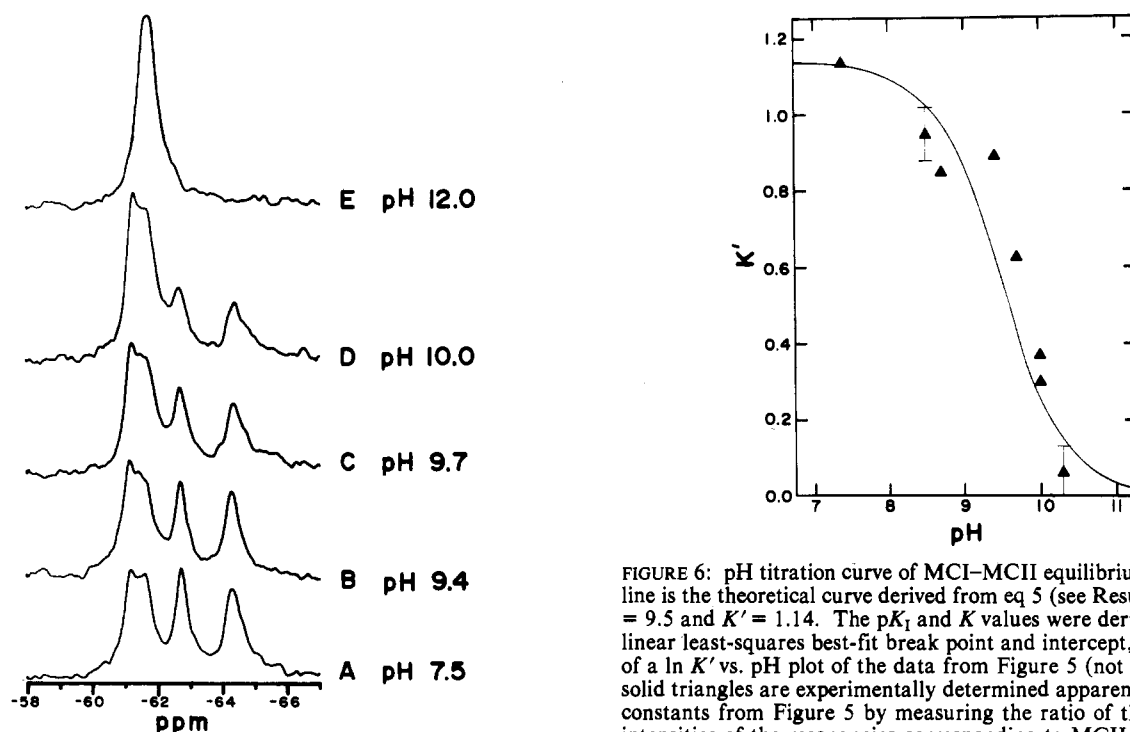 E pH 12.0
D pH 10.0
C pH 9.7
B pH 9.4
A pH 7.5
-58 -60 -62 -64 -66
ppm
1.2
1.0
0.8
0.6
0.4
0.2
0.0
K'
7 8 9 10 11
pH
FIGURE 6: pH titration curve of MCI–MCII equilibriu
line is the theoretical curve derived from eq 5 (see Resu
= 9.5 and K' = 1.14. The pKI and K values were der
linear least-squares best-fit break point and intercept,
of a ln K' vs. pH plot of the data from Figure 5 (not
solid triangles are experimentally determined apparen
constants from Figure 5 by measuring the ratio of t